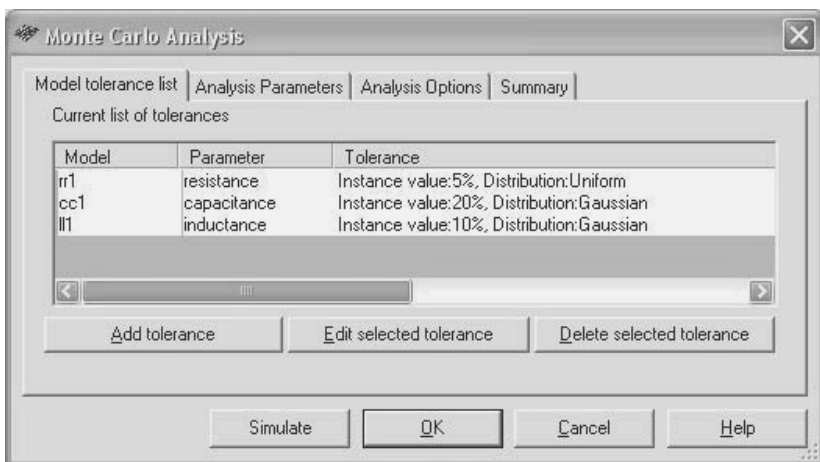 Monte Carlo Analysis
Model tolerance list Analysis Parameters Analysis Options Summary
Current list of tolerances
Model Parameter Tolerance
rr1 resistance Instance value:5%, Distribution:Uniform
cc1 capacitance Instance value:20%, Distribution:Gaussian
ll1 inductance Instance value:10%, Distribution:Gaussian
Add tolerance Edit selected tolerance Delete selected tolerance
Simulate OK Cancel Help